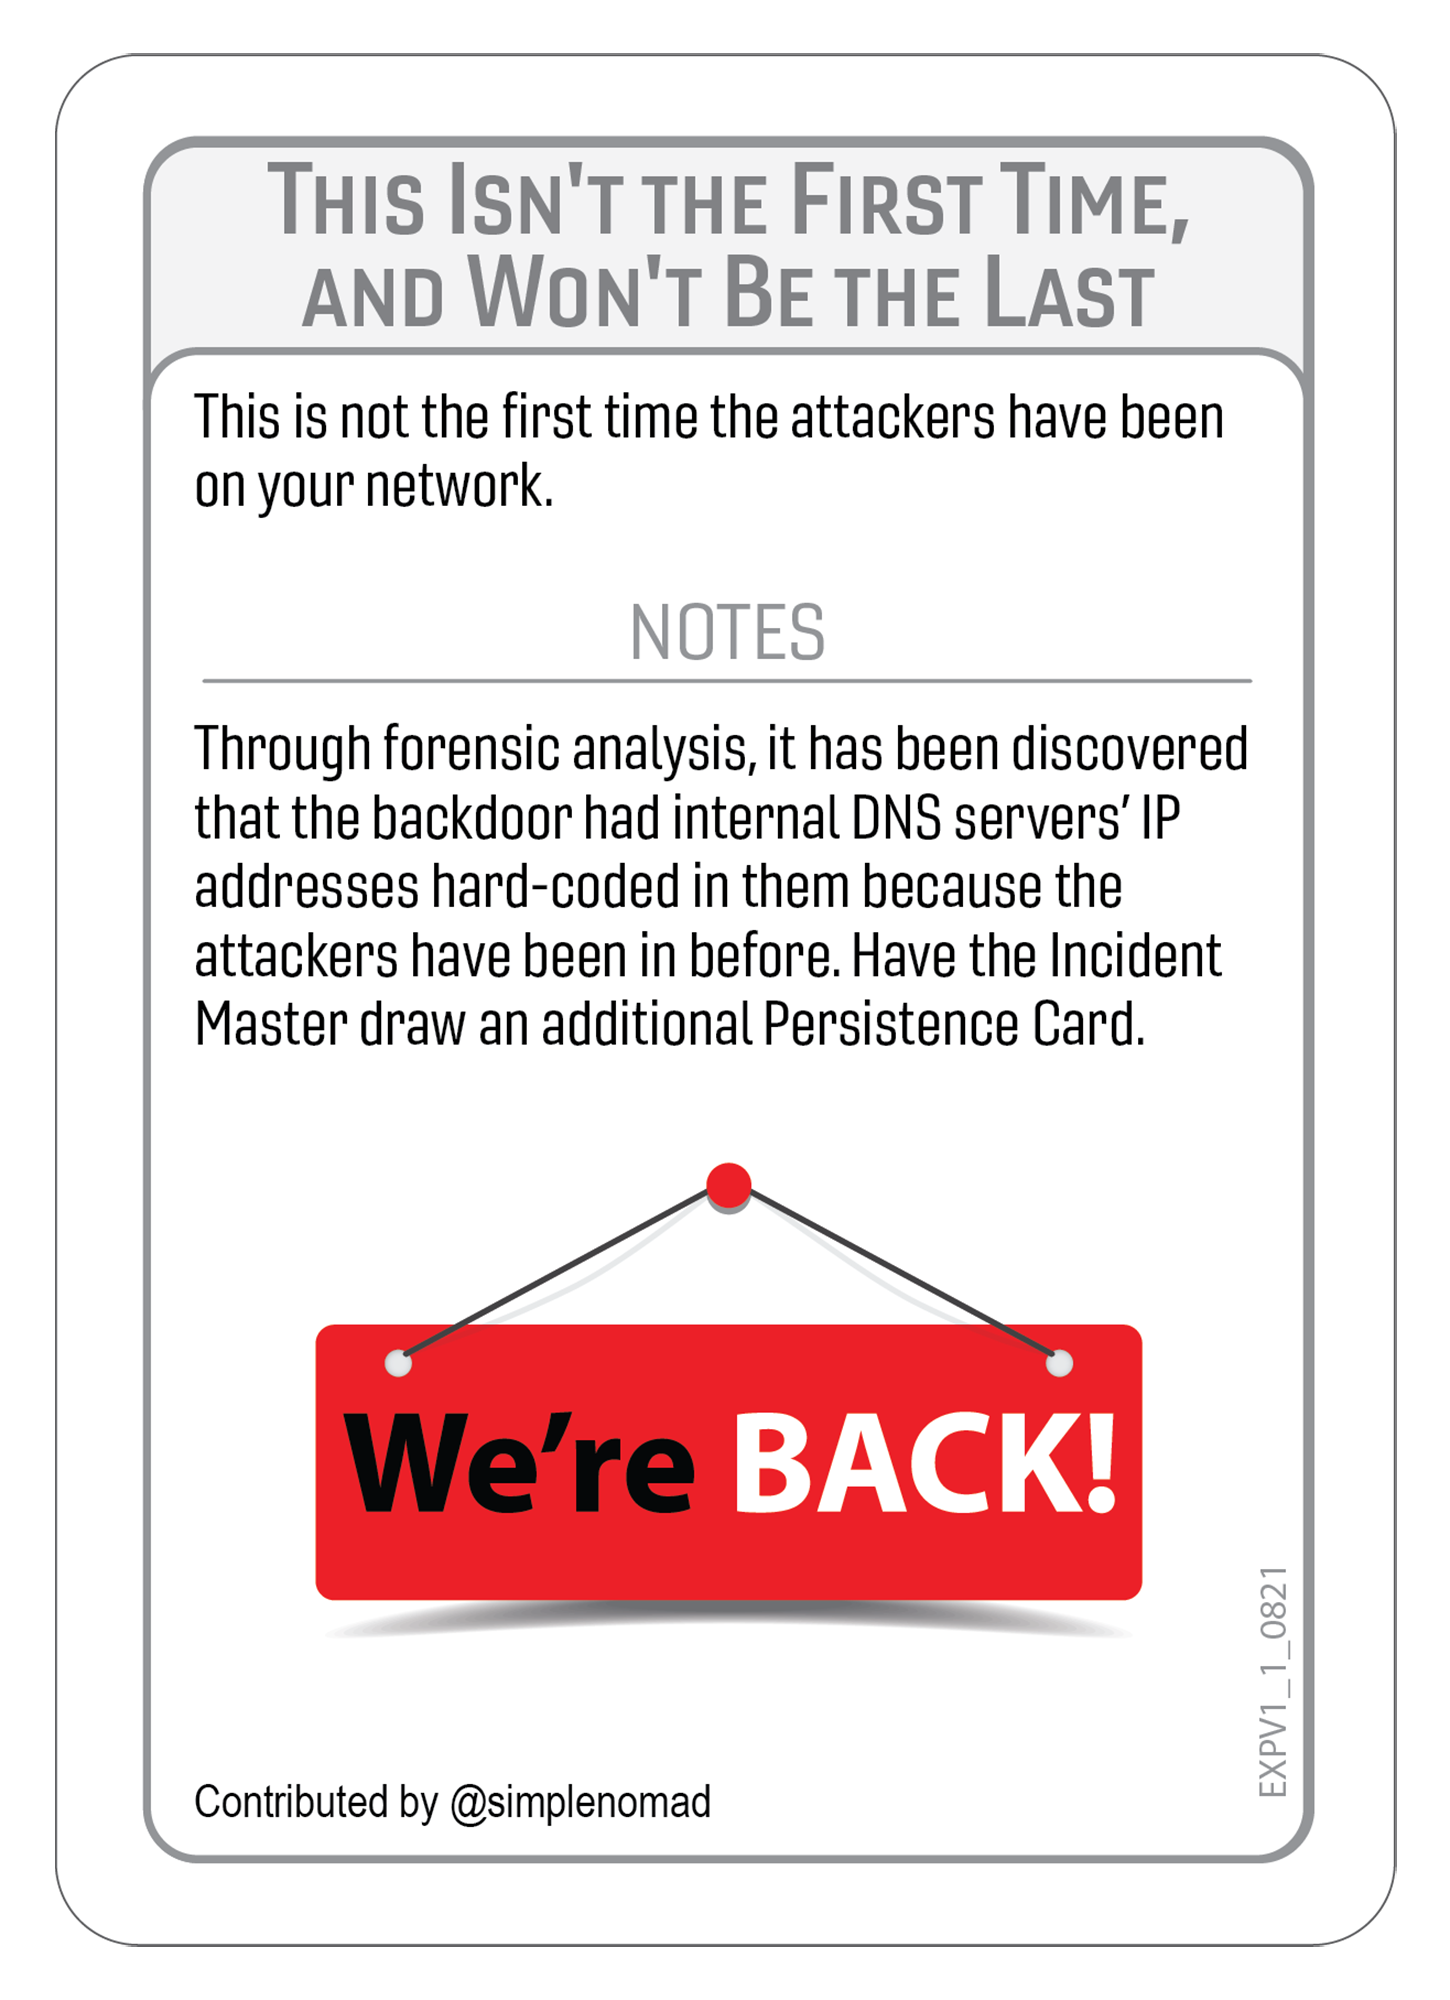 This Isn't the First Time,
and Won't Be the Last
This is not the first time the attackers have been
on your network.
NOTES
Through forensic analysis, it has been discovered
that the backdoor had internal DNS servers’ IP
addresses hard-coded in them because the
attackers have been in before. Have the Incident
Master draw an additional Persistence Card.
We’re BACK!
EXPV1_1_0821
Contributed by @simplenomad